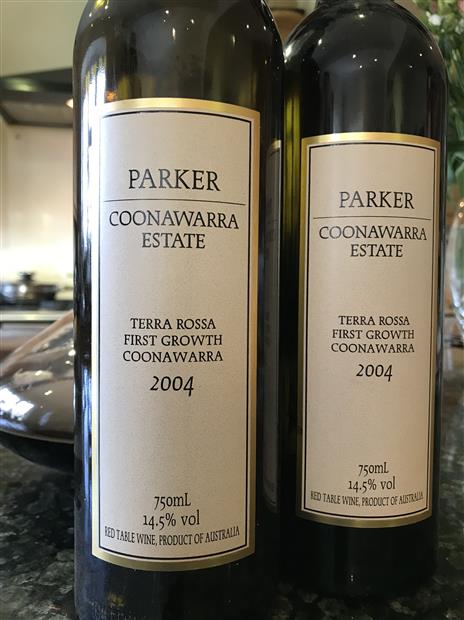 PARKER
COONAWARRA
ESTATE
TERRA ROSSA
FIRST GROWTH
COONAWARRA
2004
750mL
14.5% vol
RED TABLE WINE, PRODUCT OF AUSTRALIA
PARKER
COONAWARRA
ESTATE
TERRA ROSSA
FIRST GROWTH
COONAWARRA
2004
750mL
14.5% vol
RED TABLE WINE, PRODUCT OF AUSTRALIA